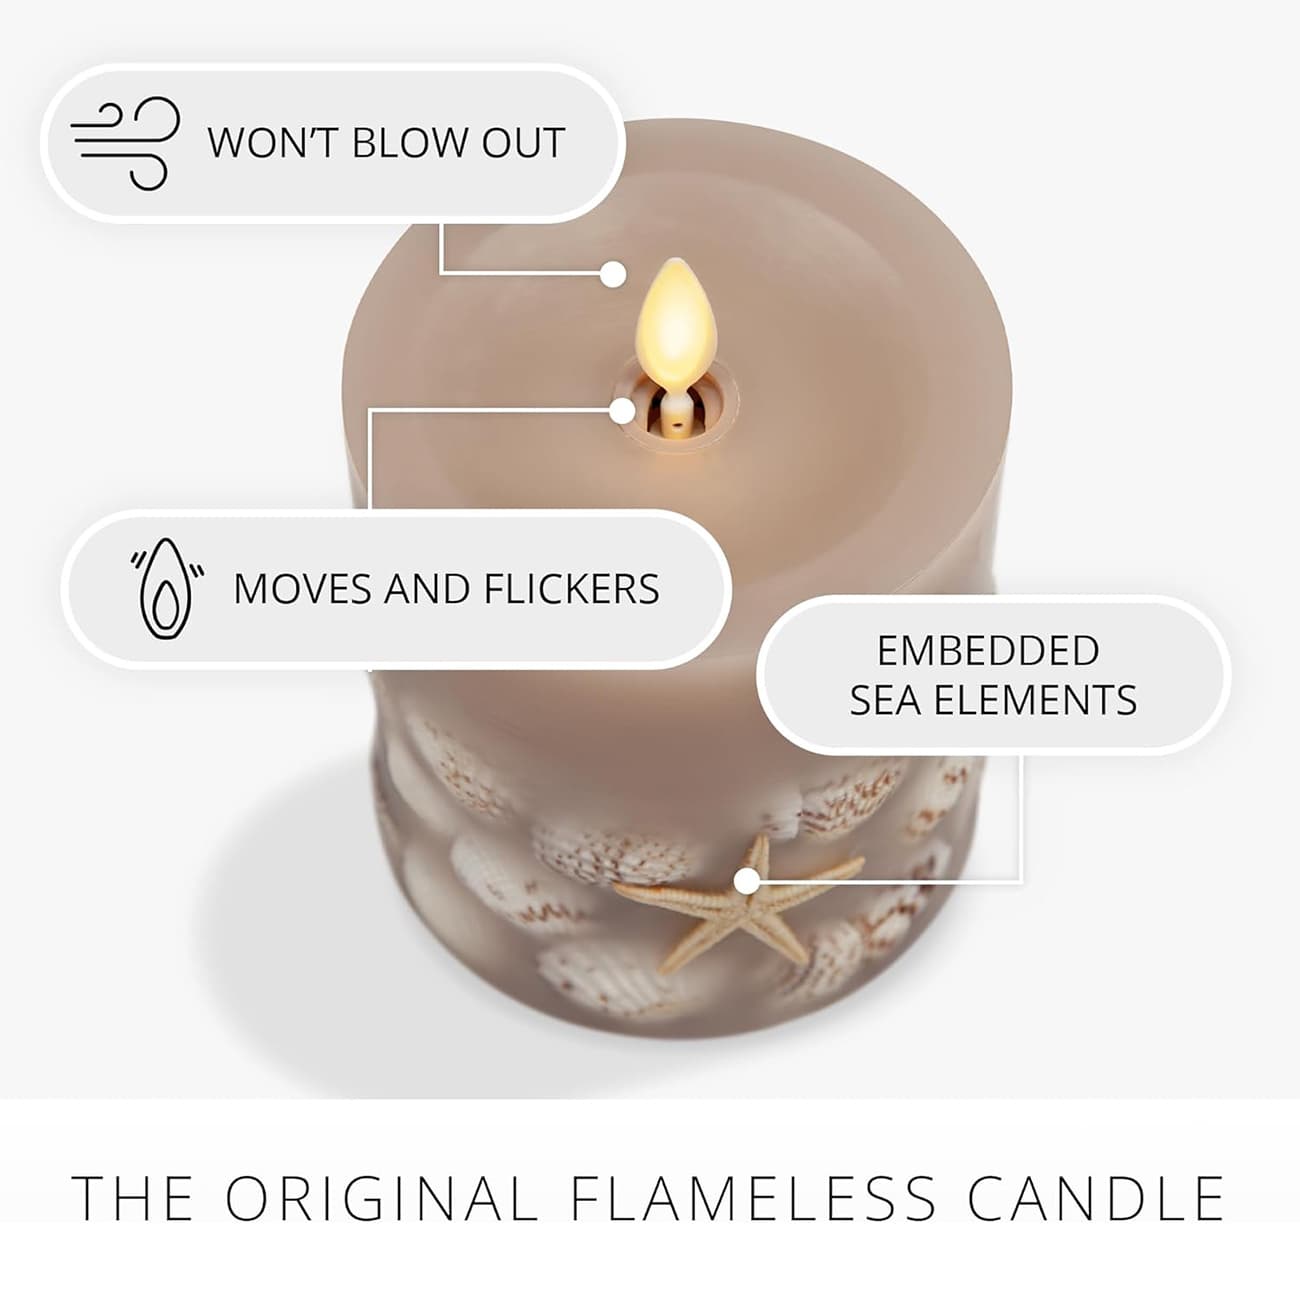 WON'T BLOW OUT
MOVES AND FLICKERS
EMBEDDED
SEA ELEMENTS
THE ORIGINAL FLAMELESS CANDLE